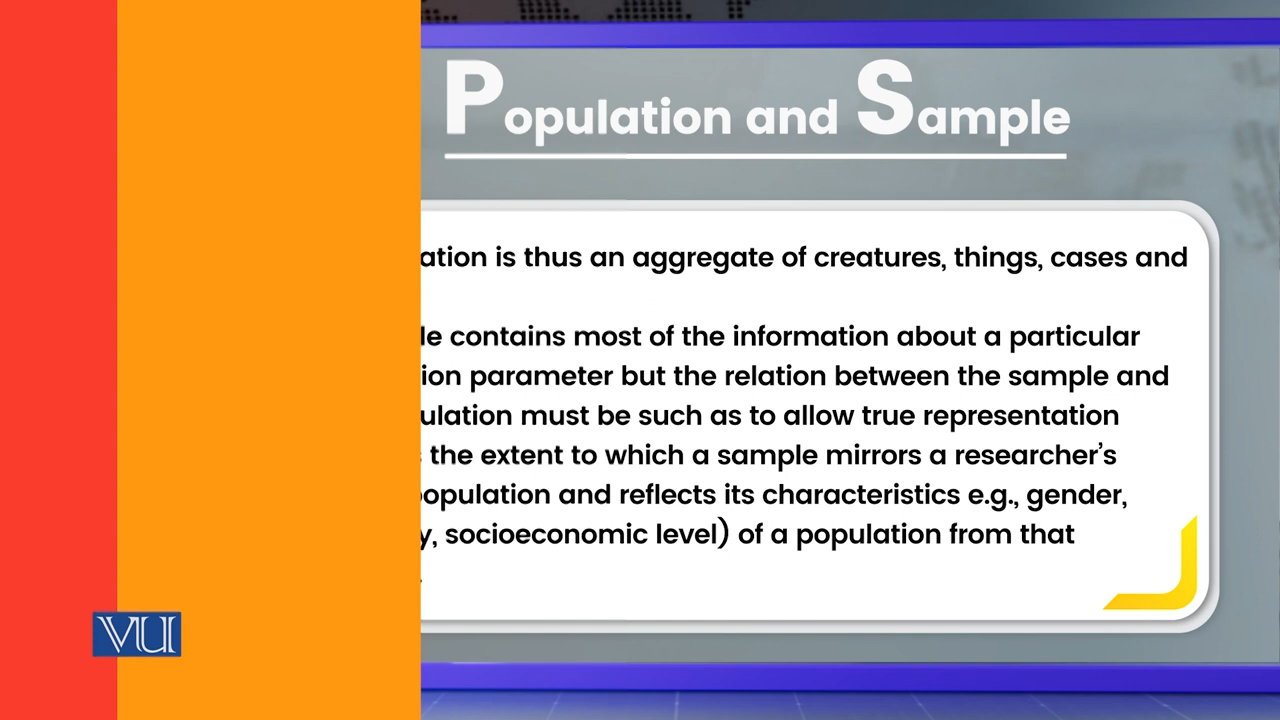 Population and Sample
ation is thus an aggregate of creatures, things, cases and
le contains most of the information about a particular
ion parameter but the relation between the sample and
ulation must be such as to allow true representation
the extent to which a sample mirrors a researcher’s
population and reflects its characteristics e.g., gender,
y, socioeconomic level) of a population from that
.
VU